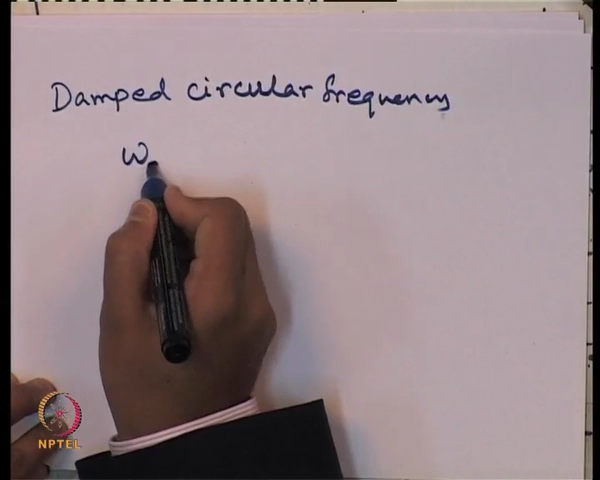 Damped circular frequency
ω
NPTEL